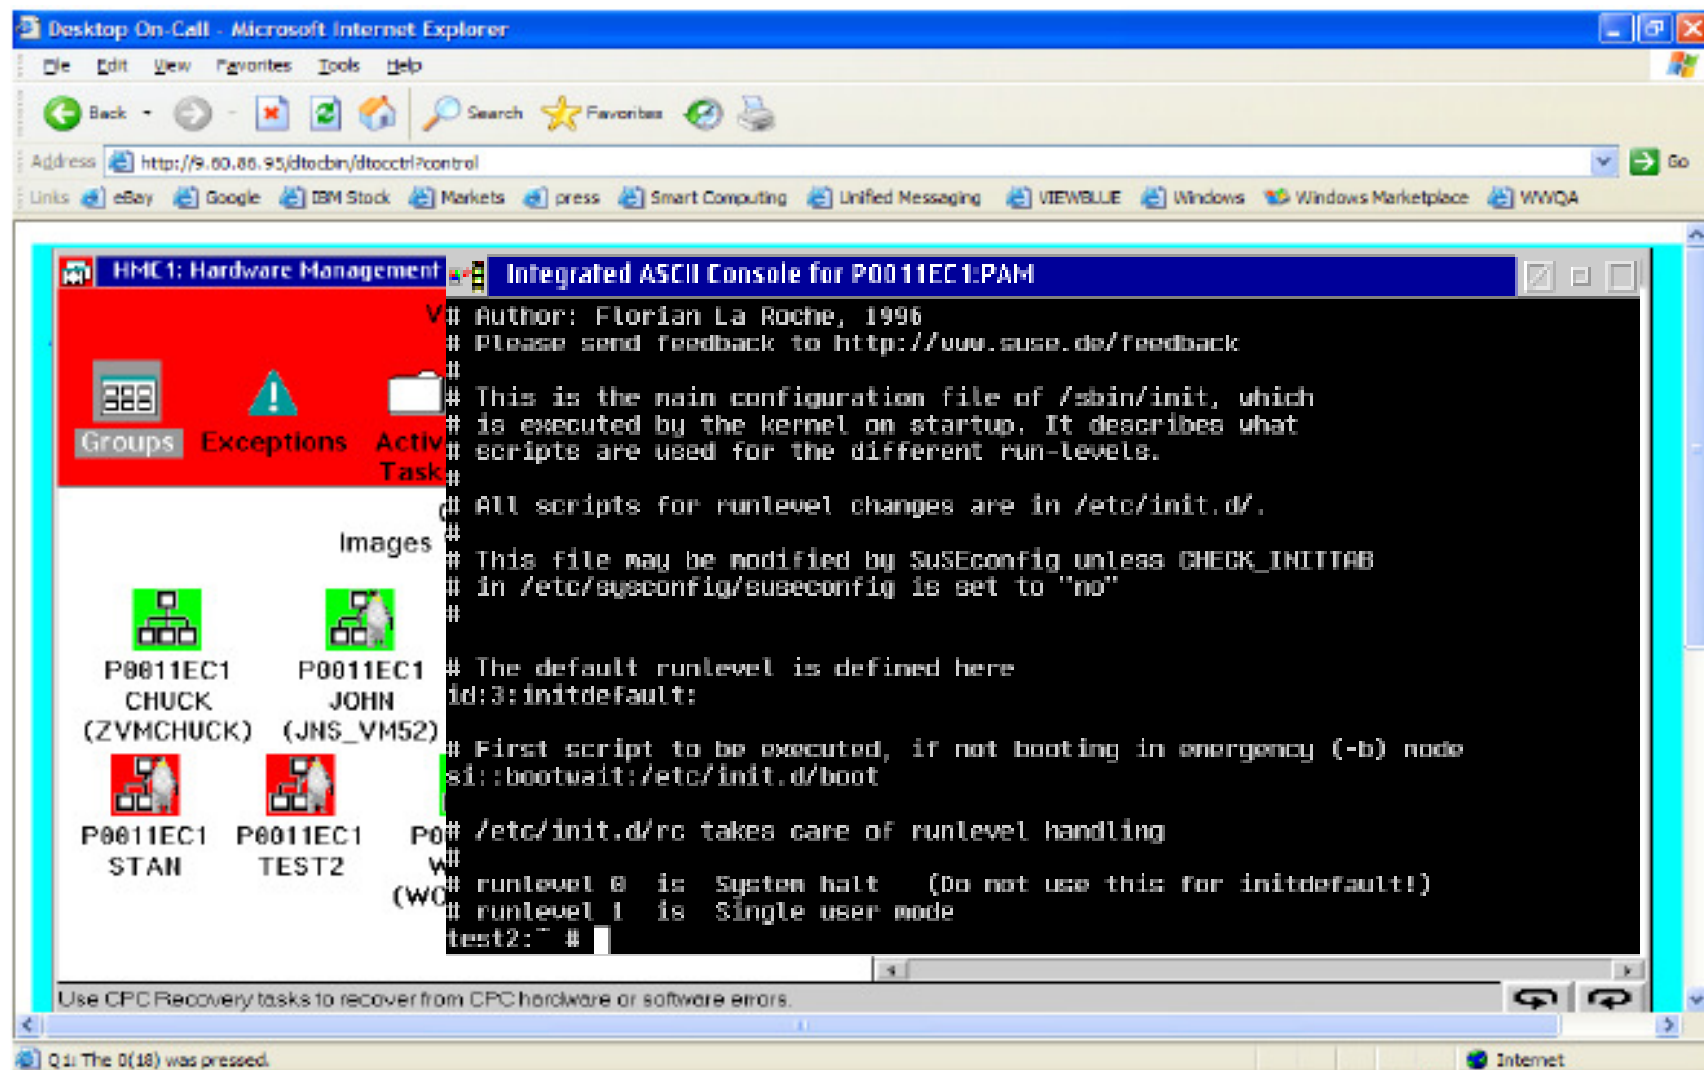 Desktop On-Call - Microsoft Internet Explorer
File Edit View Favorites Tools Help
Back Search Favorites
Address http://9.60.86.95/dtocbin/dtocctrl?control Go
Links eBay Google IBM Stock Markets press Smart Computing Unified Messaging VIEWBLUE Windows Windows Marketplace WWQA
HMC1: Hardware Management
Integrated ASCII Console for P0011EC1:PAM
Groups Exceptions Activ
Task
Images
P0011EC1 P0011EC1
CHUCK JOHN
(ZVMCHUCK) (JNS_VM52)
P0011EC1 P0011EC1 P0
STAN TEST2 W
(WO
# Author: Florian La Roche, 1996
# Please send feedback to http://www.suse.de/feedback
#
# This is the main configuration file of /sbin/init, which
# is executed by the kernel on startup. It describes what
# scripts are used for the different run-levels.
#
# All scripts for runlevel changes are in /etc/init.d/.
#
# This file may be modified by SuSEconfig unless CHECK_INITTAB
# in /etc/sysconfig/suseconfig is set to "no"
#
# The default runlevel is defined here
id:3:initdefault:
# First script to be executed, if not booting in emergency (-b) mode
si::bootwait:/etc/init.d/boot
# /etc/init.d/rc takes care of runlevel handling
#
# runlevel 0 is System halt (Do not use this for initdefault!)
# runlevel 1 is Single user mode
test2:~ #
Use CPC Recovery tasks to recover from CPC hardware or software errors.
Q1: The 0(18) was pressed.
Internet